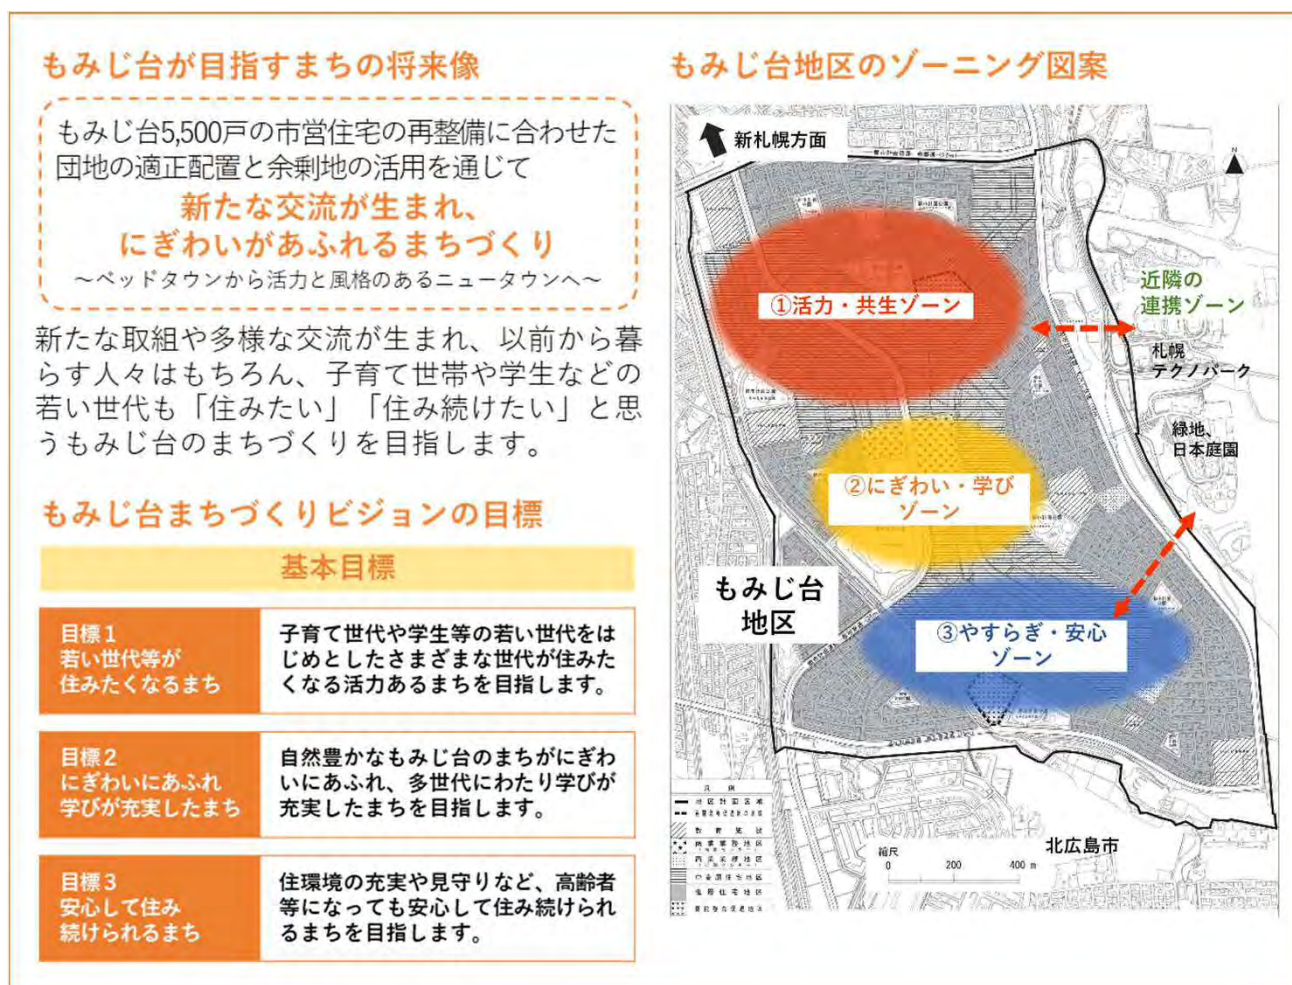 もみじ台が目指すまちの将来像
もみじ台5,500戸の市営住宅の再整備に合わせた
団地の適正配置と余剰地の活用を通じて
新たな交流が生まれ、
にぎわいがあふれるまちづくり
～ベッドタウンから活力と風格のあるニュータウンへ～
新たな取組や多様な交流が生まれ、以前から暮
らす人々はもちろん、子育て世帯や学生などの
若い世代も「住みたい」「住み続けたい」と思
うもみじ台のまちづくりを目指します。
もみじ台まちづくりビジョンの目標
基本目標
目標1
若い世代等が
住みたくなるまち
子育て世代や学生等の若い世代をは
じめとしたさまざまな世代が住みた
くなる活力あるまちを目指します。
目標2
にぎわいにあふれ
学びが充実したまち
自然豊かなもみじ台のまちがにぎわ
いにあふれ、多世代にわたり学びが
充実したまちを目指します。
目標3
安心して住み
続けられるまち
住環境の充実や見守りなど、高齢者
等になっても安心して住み続けられ
るまちを目指します。
もみじ台地区のゾーニング図案
新札幌方面
N
①活力・共生ゾーン
近隣の
連携ゾーン
札幌
テクノパーク
緑地、
日本庭園
②にぎわい・学び
ゾーン
もみじ台
地区
③やすらぎ・安心
ゾーン
北広島市
凡例
地区計画区域
教育施設
縮尺
0 200 400 m